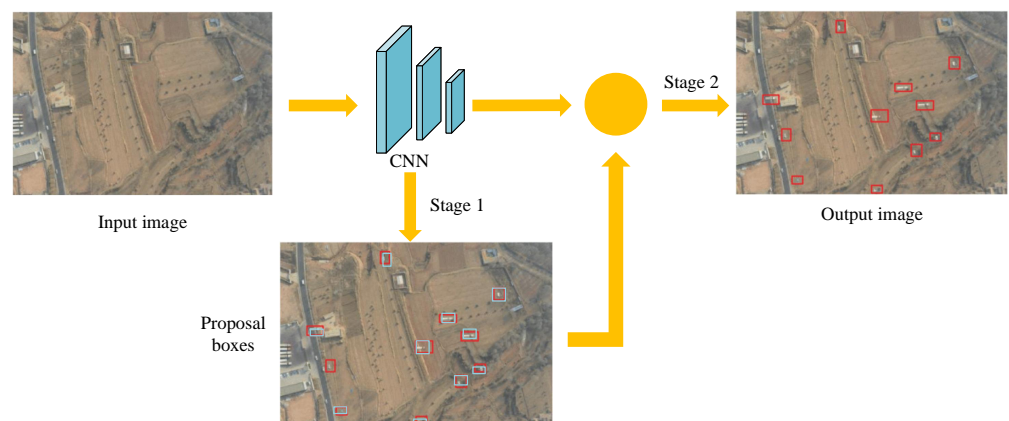 Input image
CNN
Stage 1
Proposal
boxes
Stage 2
Output image